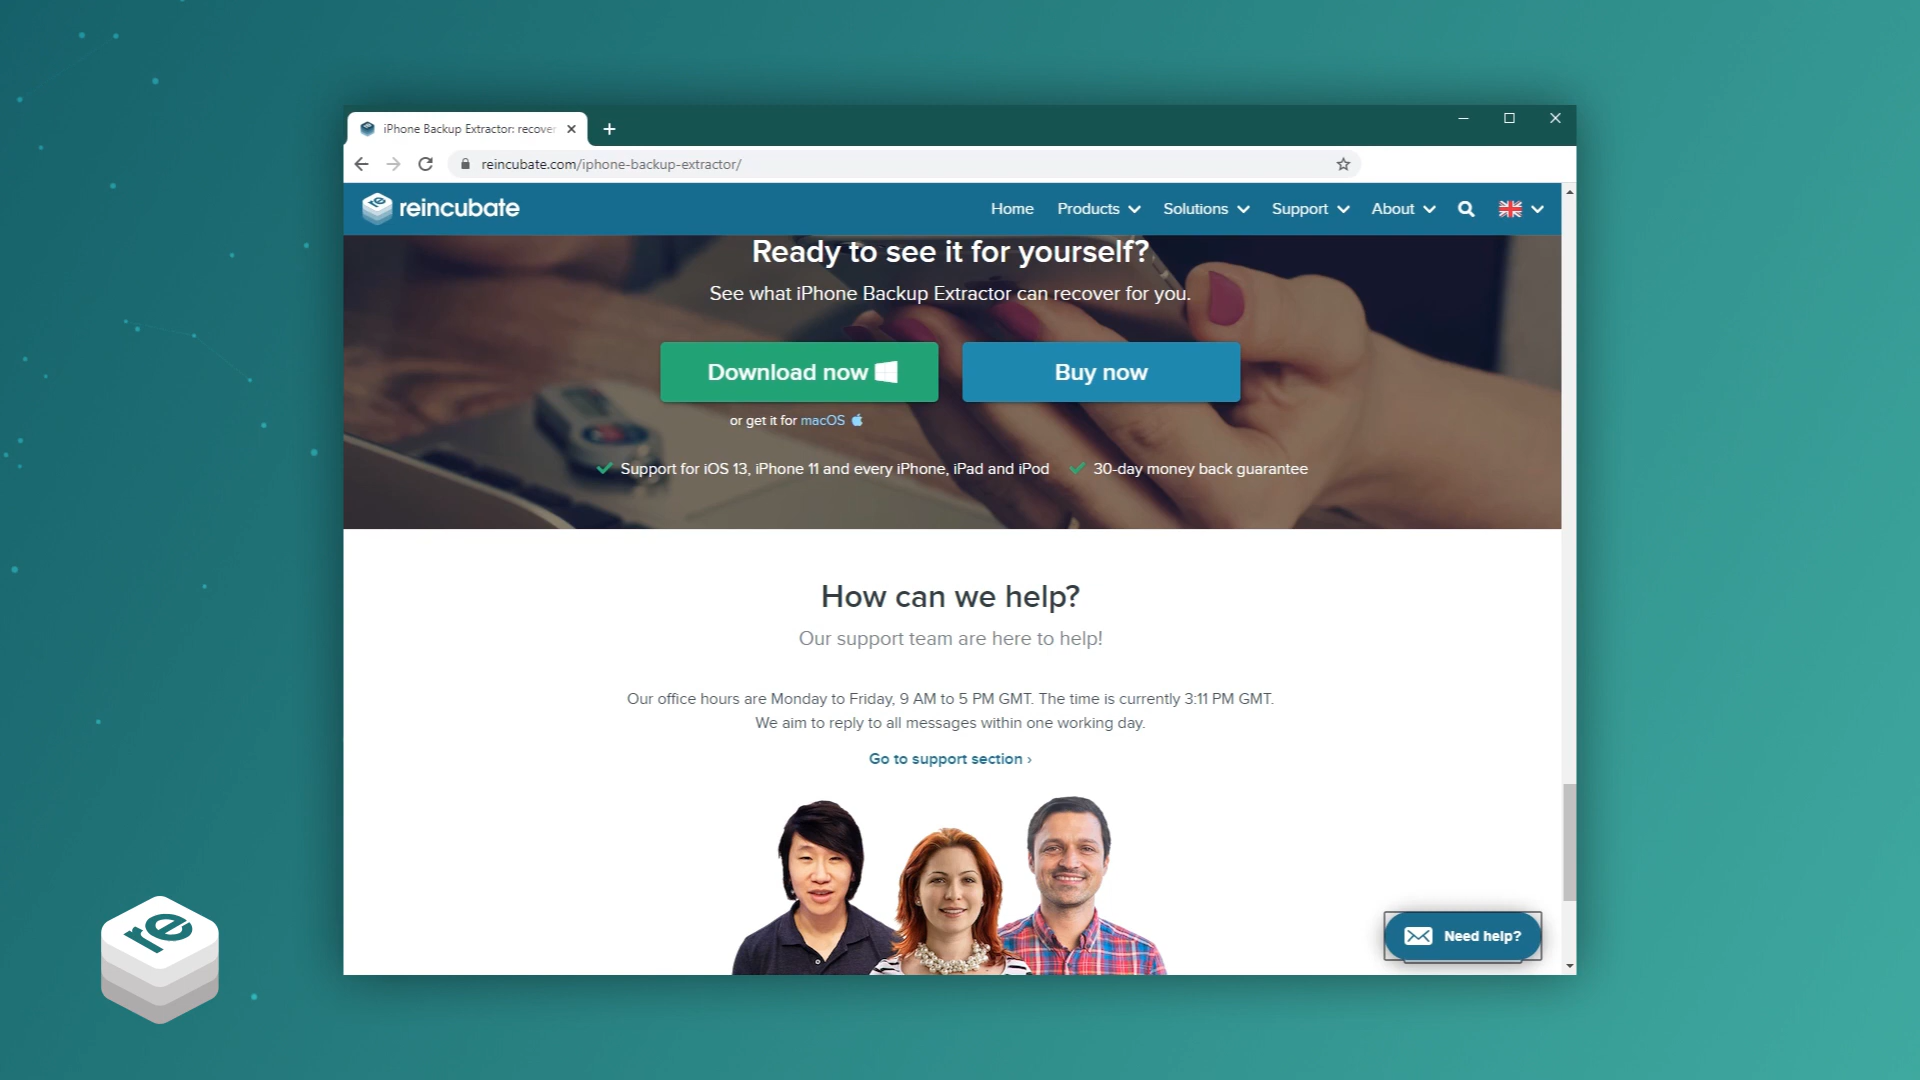 iPhone Backup Extractor: recover
reincubate.com/iphone-backup-extractor/
re reincubate
Home Products Solutions Support About
Ready to see it for yourself?
See what iPhone Backup Extractor can recover for you.
Download now
Buy now
or get it for macOS
Support for iOS 13, iPhone 11 and every iPhone, iPad and iPod
30-day money back guarantee
How can we help?
Our support team are here to help!
Our office hours are Monday to Friday, 9 AM to 5 PM GMT. The time is currently 3:11 PM GMT.
We aim to reply to all messages within one working day.
Go to support section ›
Need help?
re